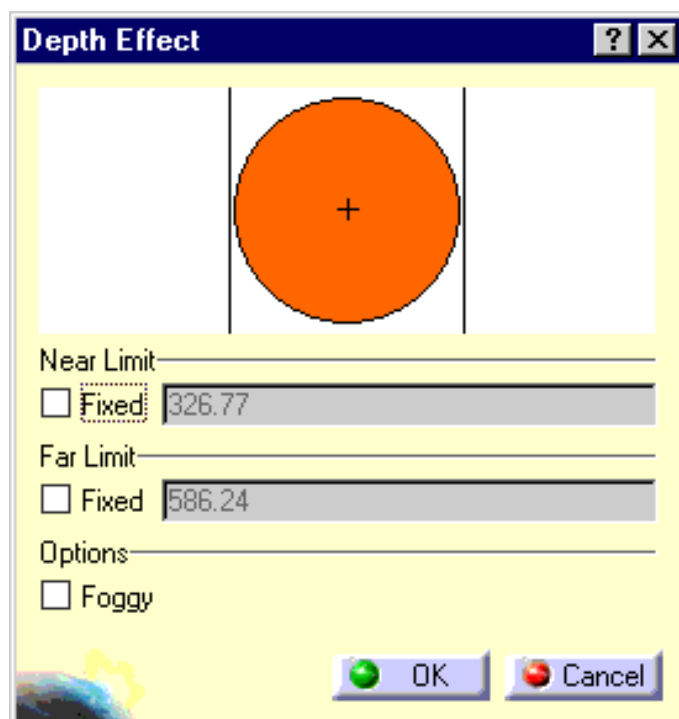 Depth Effect
Near Limit
Fixed 326.77
Far Limit
Fixed 586.24
Options
Foggy
OK Cancel